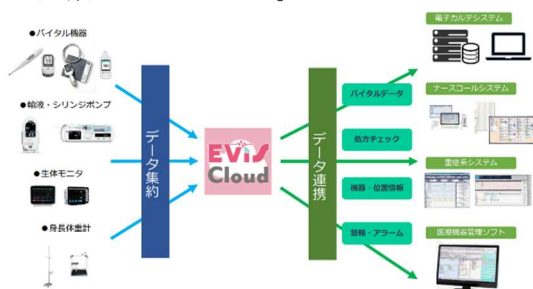 ●バイタル機器
●輸液・シリンジポンプ
●生体モニタ
●身長体重計
データ集約
EVIS
Cloud
データ連携
バイタルデータ
処方チェック
機器・位置情報
警報・アラーム
電子カルテシステム
ナースコールシステム
重症系システム
医療機器管理ソフト